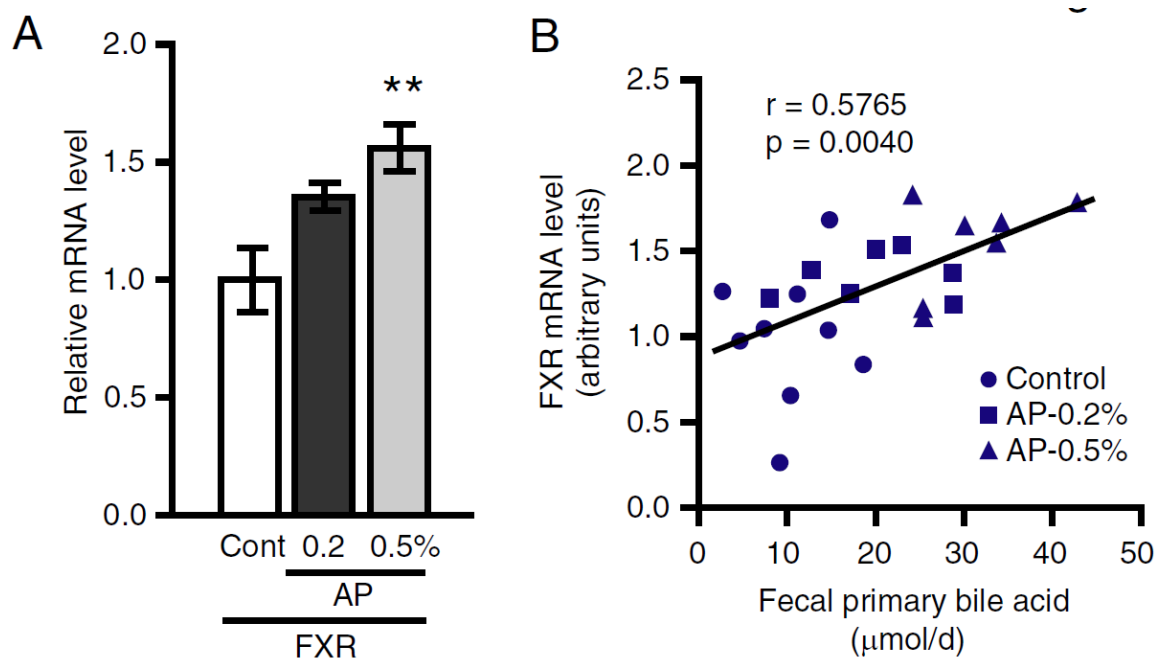 A
2.0
**
1.5
1.0
0.5
0.0
Relative mRNA level
Cont 0.2 0.5%
AP
FXR
B
2.5
2.0
1.5
1.0
0.5
0.0
FXR mRNA level
(arbitrary units)
r = 0.5765
p = 0.0040
Control
AP-0.2%
AP-0.5%
0 10 20 30 40 50
Fecal primary bile acid
(μmol/d)